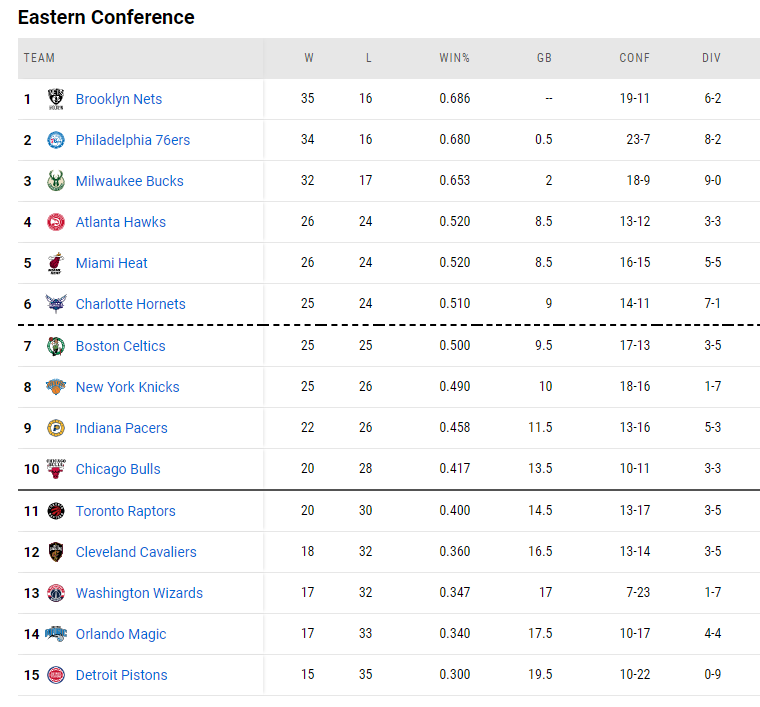 Eastern Conference
TEAM W L WIN% GB CONF DIV
1 Brooklyn Nets 35 16 0.686 -- 19-11 6-2
2 Philadelphia 76ers 34 16 0.680 0.5 23-7 8-2
3 Milwaukee Bucks 32 17 0.653 2 18-9 9-0
4 Atlanta Hawks 26 24 0.520 8.5 13-12 3-3
5 Miami Heat 26 24 0.520 8.5 16-15 5-5
6 Charlotte Hornets 25 24 0.510 9 14-11 7-1
7 Boston Celtics 25 25 0.500 9.5 17-13 3-5
8 New York Knicks 25 26 0.490 10 18-16 1-7
9 Indiana Pacers 22 26 0.458 11.5 13-16 5-3
10 Chicago Bulls 20 28 0.417 13.5 10-11 3-3
11 Toronto Raptors 20 30 0.400 14.5 13-17 3-5
12 Cleveland Cavaliers 18 32 0.360 16.5 13-14 3-5
13 Washington Wizards 17 32 0.347 17 7-23 1-7
14 Orlando Magic 17 33 0.340 17.5 10-17 4-4
15 Detroit Pistons 15 35 0.300 19.5 10-22 0-9